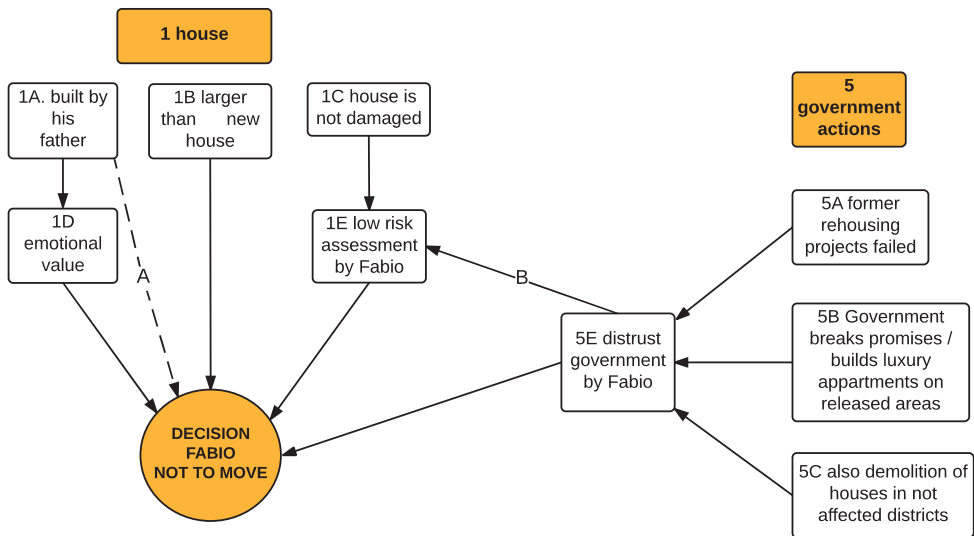 1 house
1A. built by
his
father
1B larger
than new
house
1C house is
not damaged
5
government
actions
1D
emotional
value
1E low risk
assessment
by Fabio
5A former
rehousing
projects failed
A
B
5E distrust
government
by Fabio
5B Government
breaks promises /
builds luxury
appartments on
released areas
DECISION
FABIO
NOT TO MOVE
5C also demolition of
houses in not
affected districts